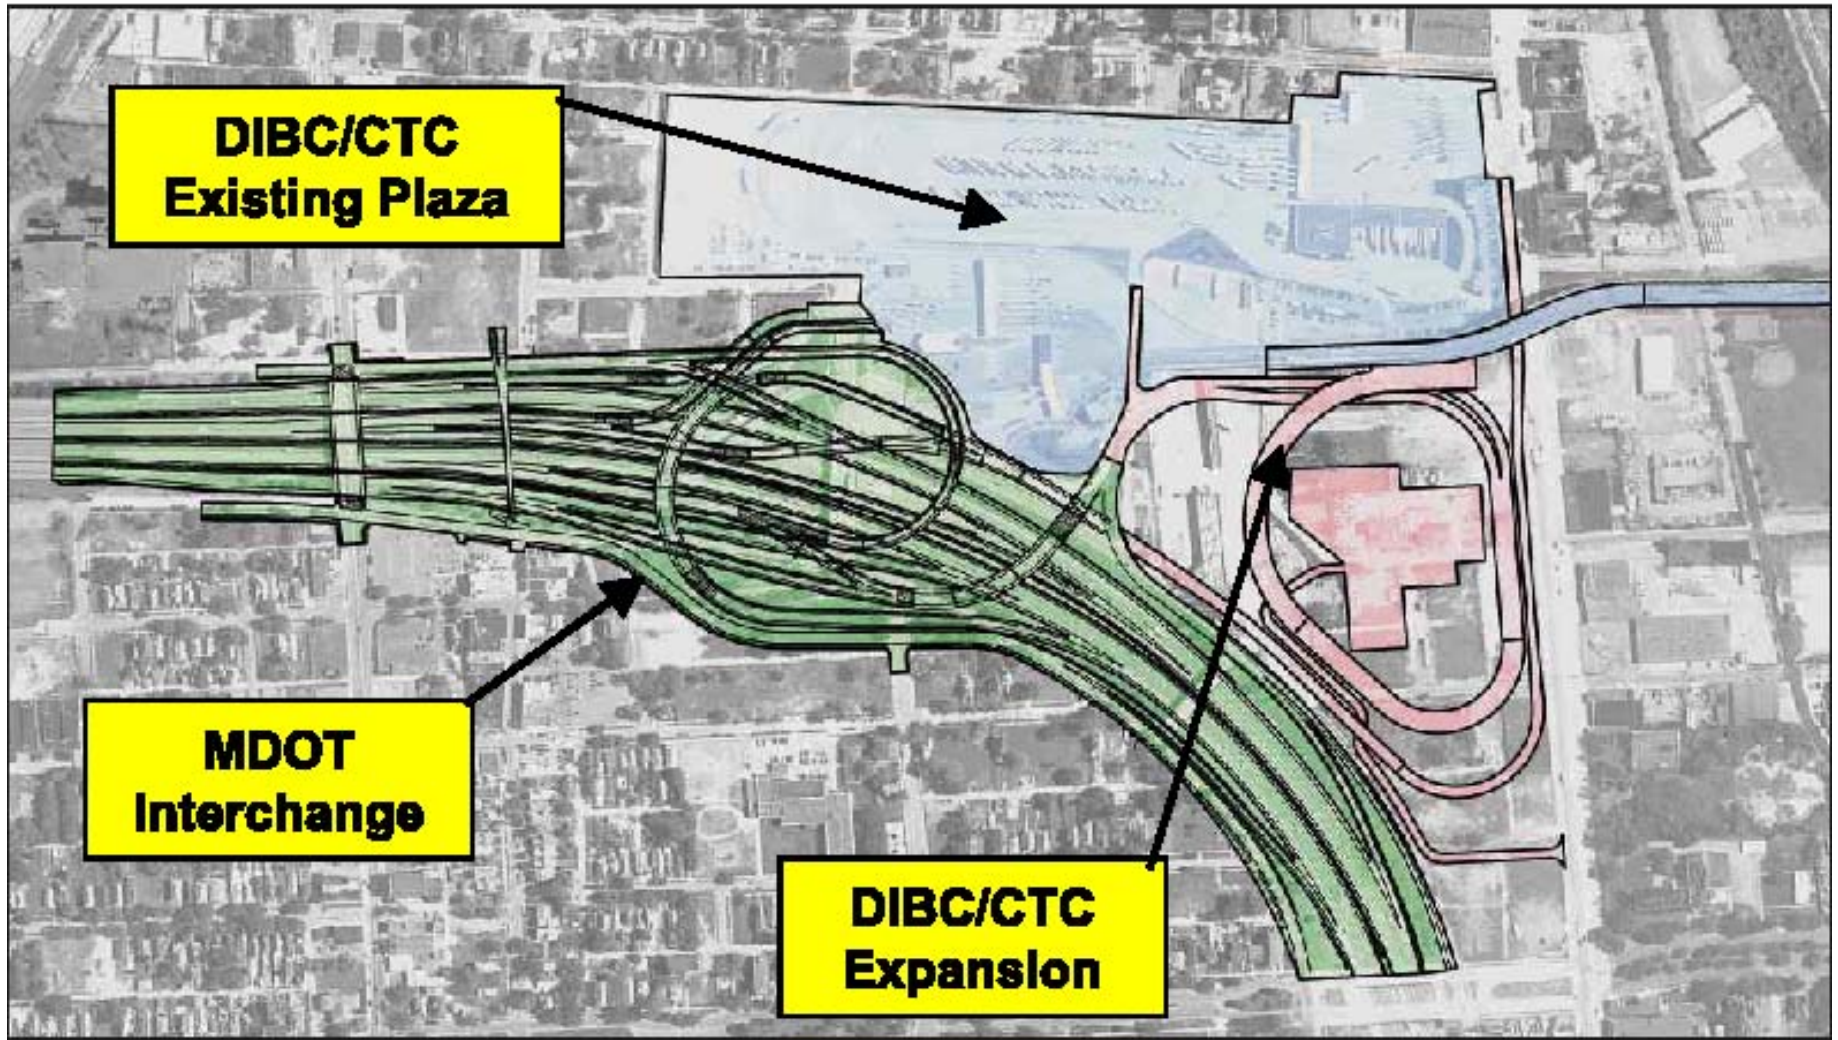 DIBC/CTC
Existing Plaza
MDOT
Interchange
DIBC/CTC
Expansion